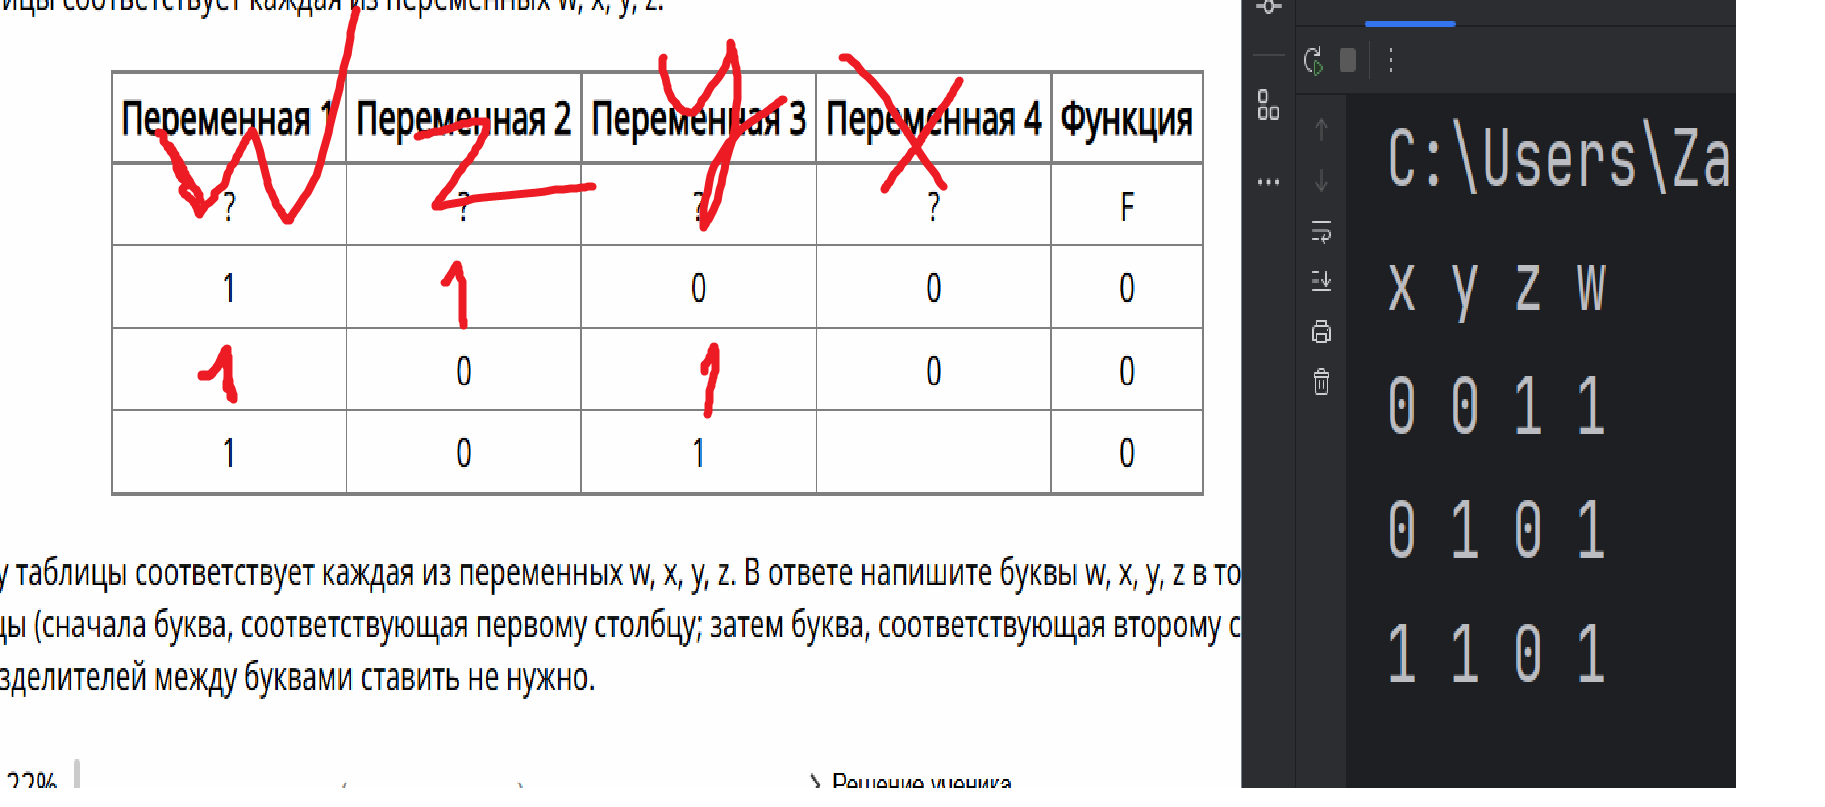 ицы соответствует каждая из переменных w, x, y, z.
Переменная 1 Переменная 2 Переменная 3 Переменная 4 Функция
w z y x
? ? ? ? F
1 1 0 0 0
1 0 1 0 0
1 0 1 0
у таблицы соответствует каждая из переменных w, x, y, z. В ответе напишите буквы w, x, y, z в то
цы (сначала буква, соответствующая первому столбцу; затем буква, соответствующая второму с
зделителей между буквами ставить не нужно.
22%
> Решение ученика
C:\Users\Za
x y z w
0 0 1 1
0 1 0 1
1 1 0 1